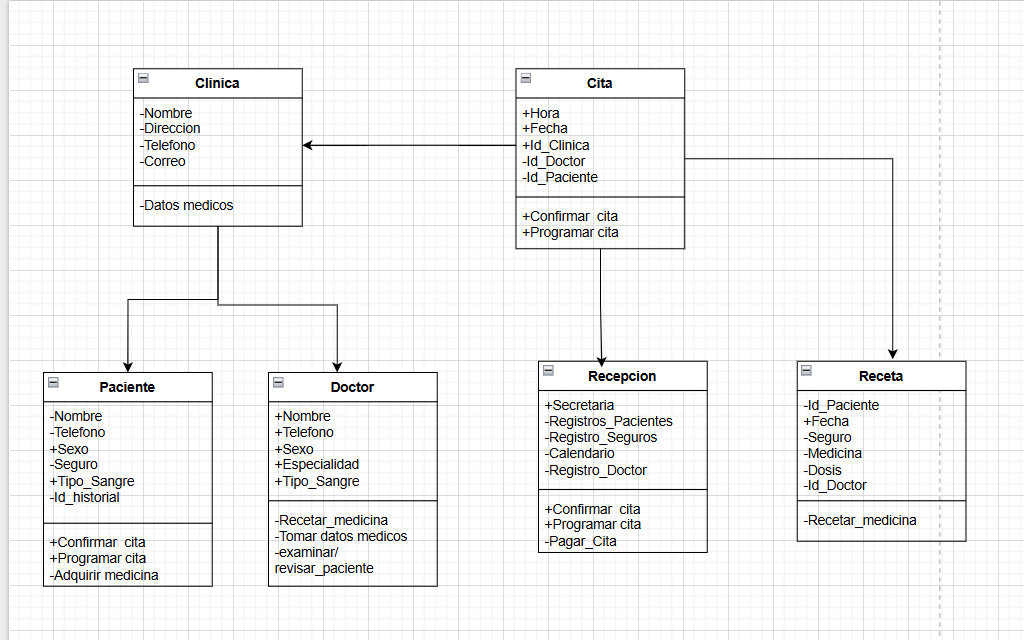 Clinica
-Nombre
-Direccion
-Telefono
-Correo
-Datos medicos
Cita
+Hora
+Fecha
+Id_Clinica
-Id_Doctor
-Id_Paciente
+Confirmar  cita
+Programar cita
Paciente
-Nombre
-Telefono
+Sexo
-Seguro
+Tipo_Sangre
-Id_historial
+Confirmar  cita
+Programar cita
-Adquirir medicina
Doctor
+Nombre
+Telefono
+Sexo
+Especialidad
+Tipo_Sangre
-Recetar_medicina
-Tomar datos medicos
-examinar/
revisar_paciente
Recepcion
+Secretaria
-Registros_Pacientes
-Registro_Seguros
-Calendario
-Registro_Doctor
+Confirmar  cita
+Programar cita
-Pagar_Cita
Receta
-Id_Paciente
+Fecha
-Seguro
-Medicina
-Dosis
-Id_Doctor
-Recetar_medicina